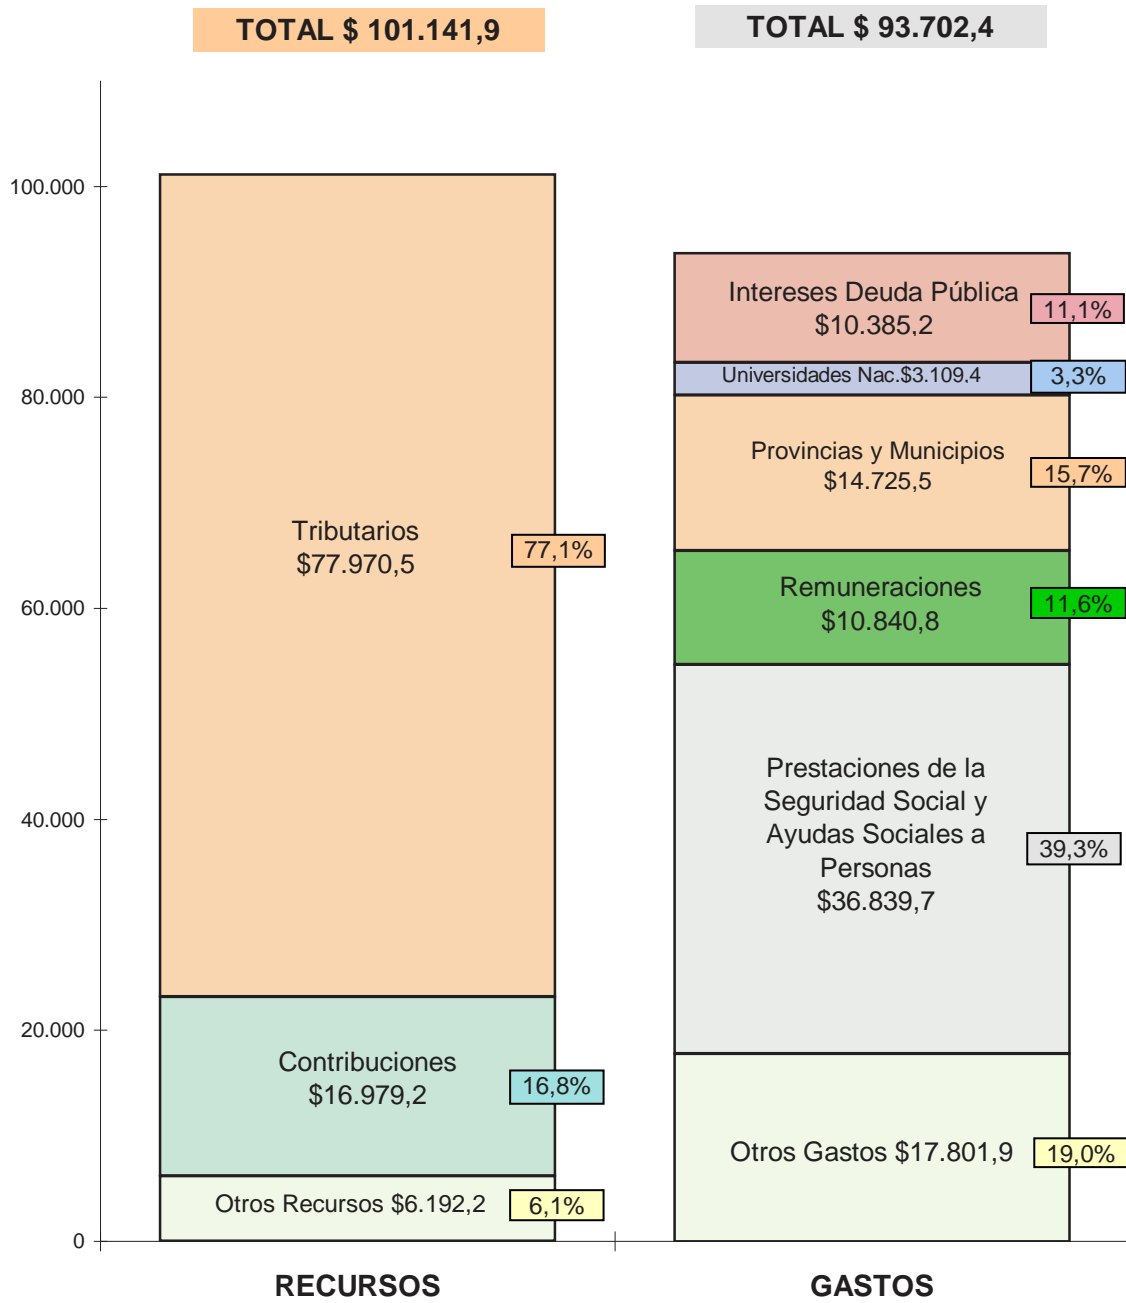 TOTAL $ 101.141,9
TOTAL $ 93.702,4
100.000
80.000
60.000
40.000
20.000
0
Tributarios
$77.970,5
77,1%
Contribuciones
$16.979,2
16,8%
Otros Recursos $6.192,2
6,1%
Intereses Deuda Pública
$10.385,2
11,1%
Universidades Nac.$3.109,4
3,3%
Provincias y Municipios
$14.725,5
15,7%
Remuneraciones
$10.840,8
11,6%
Prestaciones de la
Seguridad Social y
Ayudas Sociales a
Personas
$36.839,7
39,3%
Otros Gastos $17.801,9
19,0%
RECURSOS
GASTOS